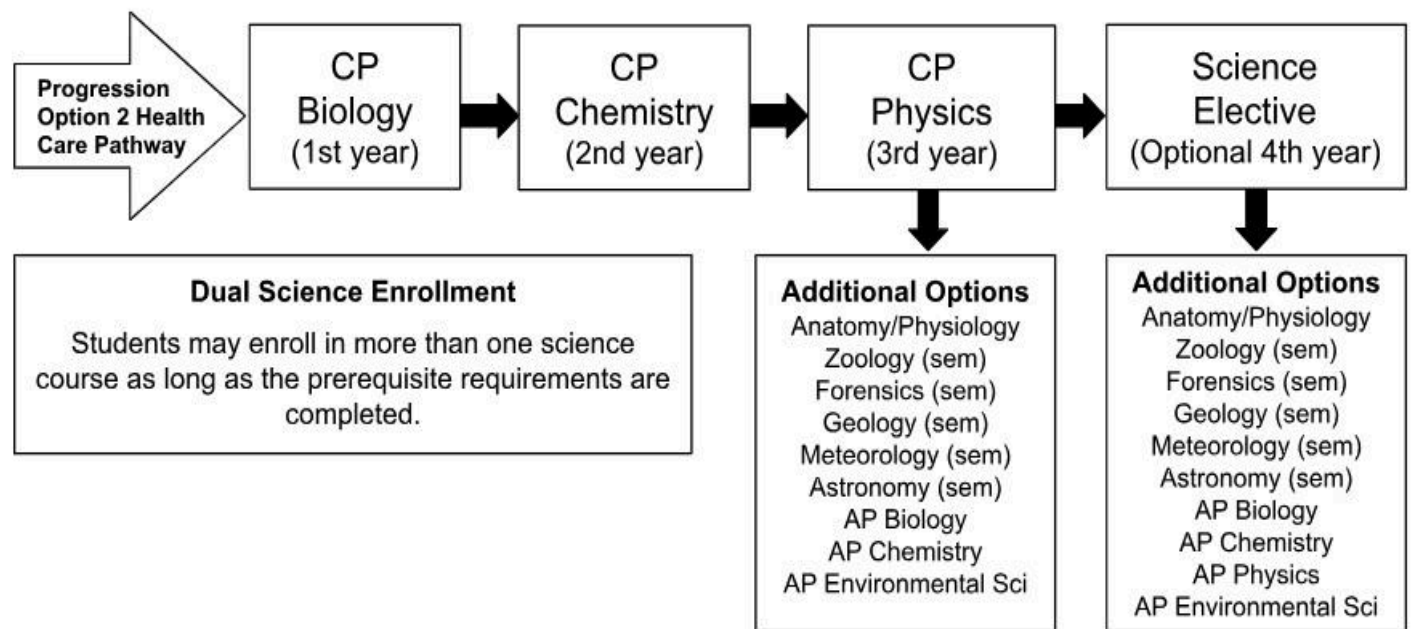 Progression
Option 2 Health
Care Pathway
CP
Biology
(1st year)
CP
Chemistry
(2nd year)
CP
Physics
(3rd year)
Science
Elective
(Optional 4th year)
Dual Science Enrollment
Students may enroll in more than one science
course as long as the prerequisite requirements are
completed.
Additional Options
Anatomy/Physiology
Zoology (sem)
Forensics (sem)
Geology (sem)
Meteorology (sem)
Astronomy (sem)
AP Biology
AP Chemistry
AP Environmental Sci
Additional Options
Anatomy/Physiology
Zoology (sem)
Forensics (sem)
Geology (sem)
Meteorology (sem)
Astronomy (sem)
AP Biology
AP Chemistry
AP Physics
AP Environmental Sci